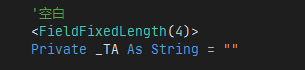 '空白
<FieldFixedLength(4)>
Private _TA As String = ""